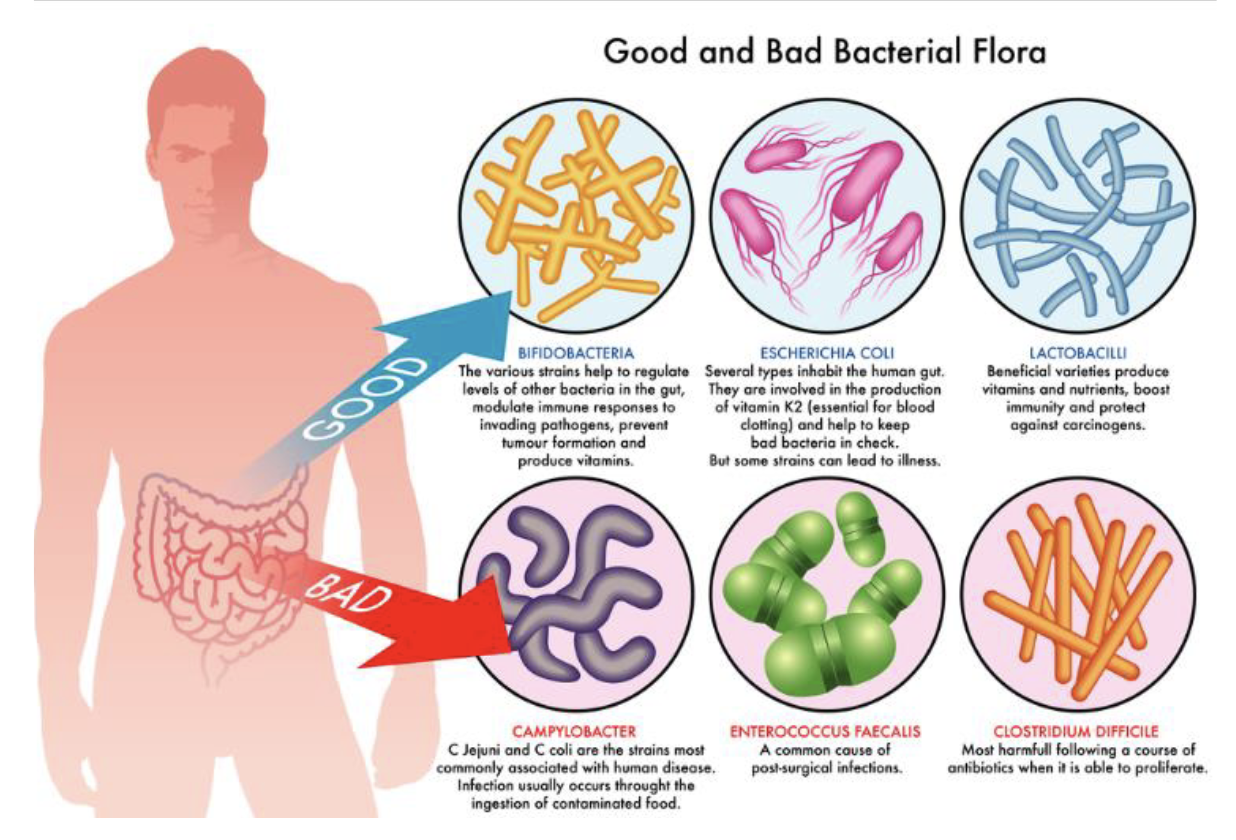 Good and Bad Bacterial Flora
GOOD
BIFIDOBACTERIA
The various strains help to regulate
levels of other bacteria in the gut,
modulate immune responses to
invading pathogens, prevent
tumour formation and
produce vitamins.
ESCHERICHIA COLI
Several types inhabit the human gut.
They are involved in the production
of vitamin K2 (essential for blood
clotting) and help to keep
bad bacteria in check.
But some strains can lead to illness.
LACTOBACILLI
Beneficial varieties produce
vitamins and nutrients, boost
immunity and protect
against carcinogens.
BAD
CAMPYLOBACTER
C Jejuni and C coli are the strains most
commonly associated with human disease.
Infection usually occurs throught the
ingestion of contaminated food.
ENTEROCOCCUS FAECALIS
A common cause of
post-surgical infections.
CLOSTRIDIUM DIFFICILE
Most harmfull following a course of
antibiotics when it is able to proliferate.